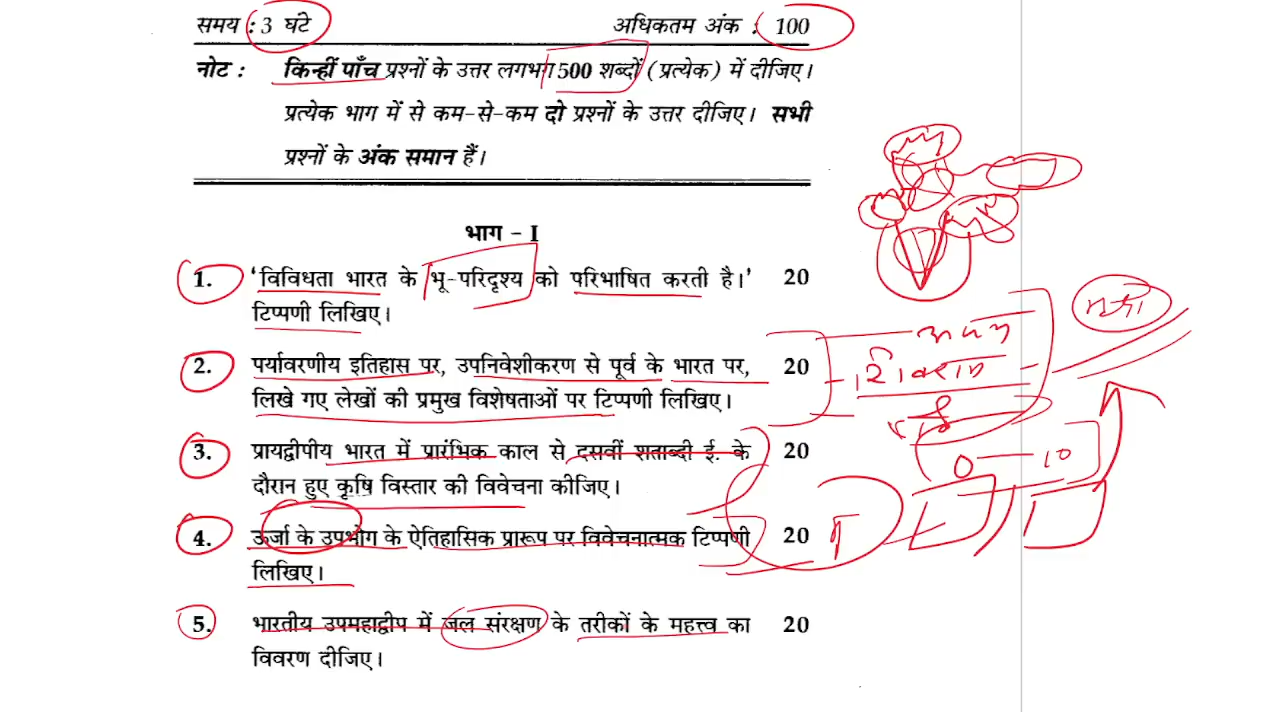 समय : 3 घंटे अधिकतम अंक : 100
नोट : किन्हीं पाँच प्रश्नों के उत्तर लगभग 500 शब्दों (प्रत्येक) में दीजिए।
प्रत्येक भाग में से कम-से-कम दो प्रश्नों के उत्तर दीजिए। सभी
प्रश्नों के अंक समान हैं।
भाग - I
1. 'विविधता भारत के भू-परिदृश्य को परिभाषित करती है।' 20
टिप्पणी लिखिए।
2. पर्यावरणीय इतिहास पर, उपनिवेशीकरण से पूर्व के भारत पर, 20
लिखे गए लेखों की प्रमुख विशेषताओं पर टिप्पणी लिखिए।
3. प्रायद्वीपीय भारत में प्रारंभिक काल से दसवीं शताब्दी ई. के 20
दौरान हुए कृषि विस्तार की विवेचना कीजिए।
4. ऊर्जा के उपभोग के ऐतिहासिक प्रारूप पर विवेचनात्मक टिप्पणी 20
लिखिए।
5. भारतीय उपमहाद्वीप में जल संरक्षण के तरीकों के महत्त्व का 20
विवरण दीजिए।
0 — 10